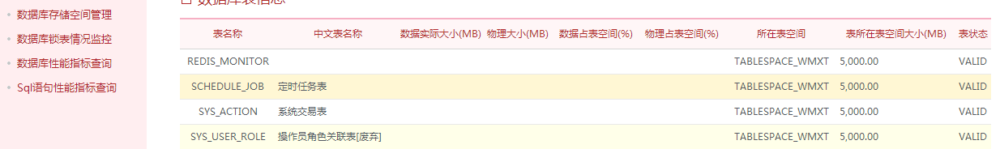 数据库表信息
数据库存储空间管理
数据库锁表情况监控
数据库性能指标查询
Sql语句性能指标查询
表名称 中文表名称 数据实际大小(MB) 物理大小(MB) 数据占表空间(%) 物理占表空间(%) 所在表空间 表所在表空间大小(MB) 表状态
REDIS_MONITOR TABLESPACE_WMXT 5,000.00 VALID
SCHEDULE_JOB 定时任务表 TABLESPACE_WMXT 5,000.00 VALID
SYS_ACTION 系统交易表 TABLESPACE_WMXT 5,000.00 VALID
SYS_USER_ROLE 操作员角色关联表[废弃] TABLESPACE_WMXT 5,000.00 VALID